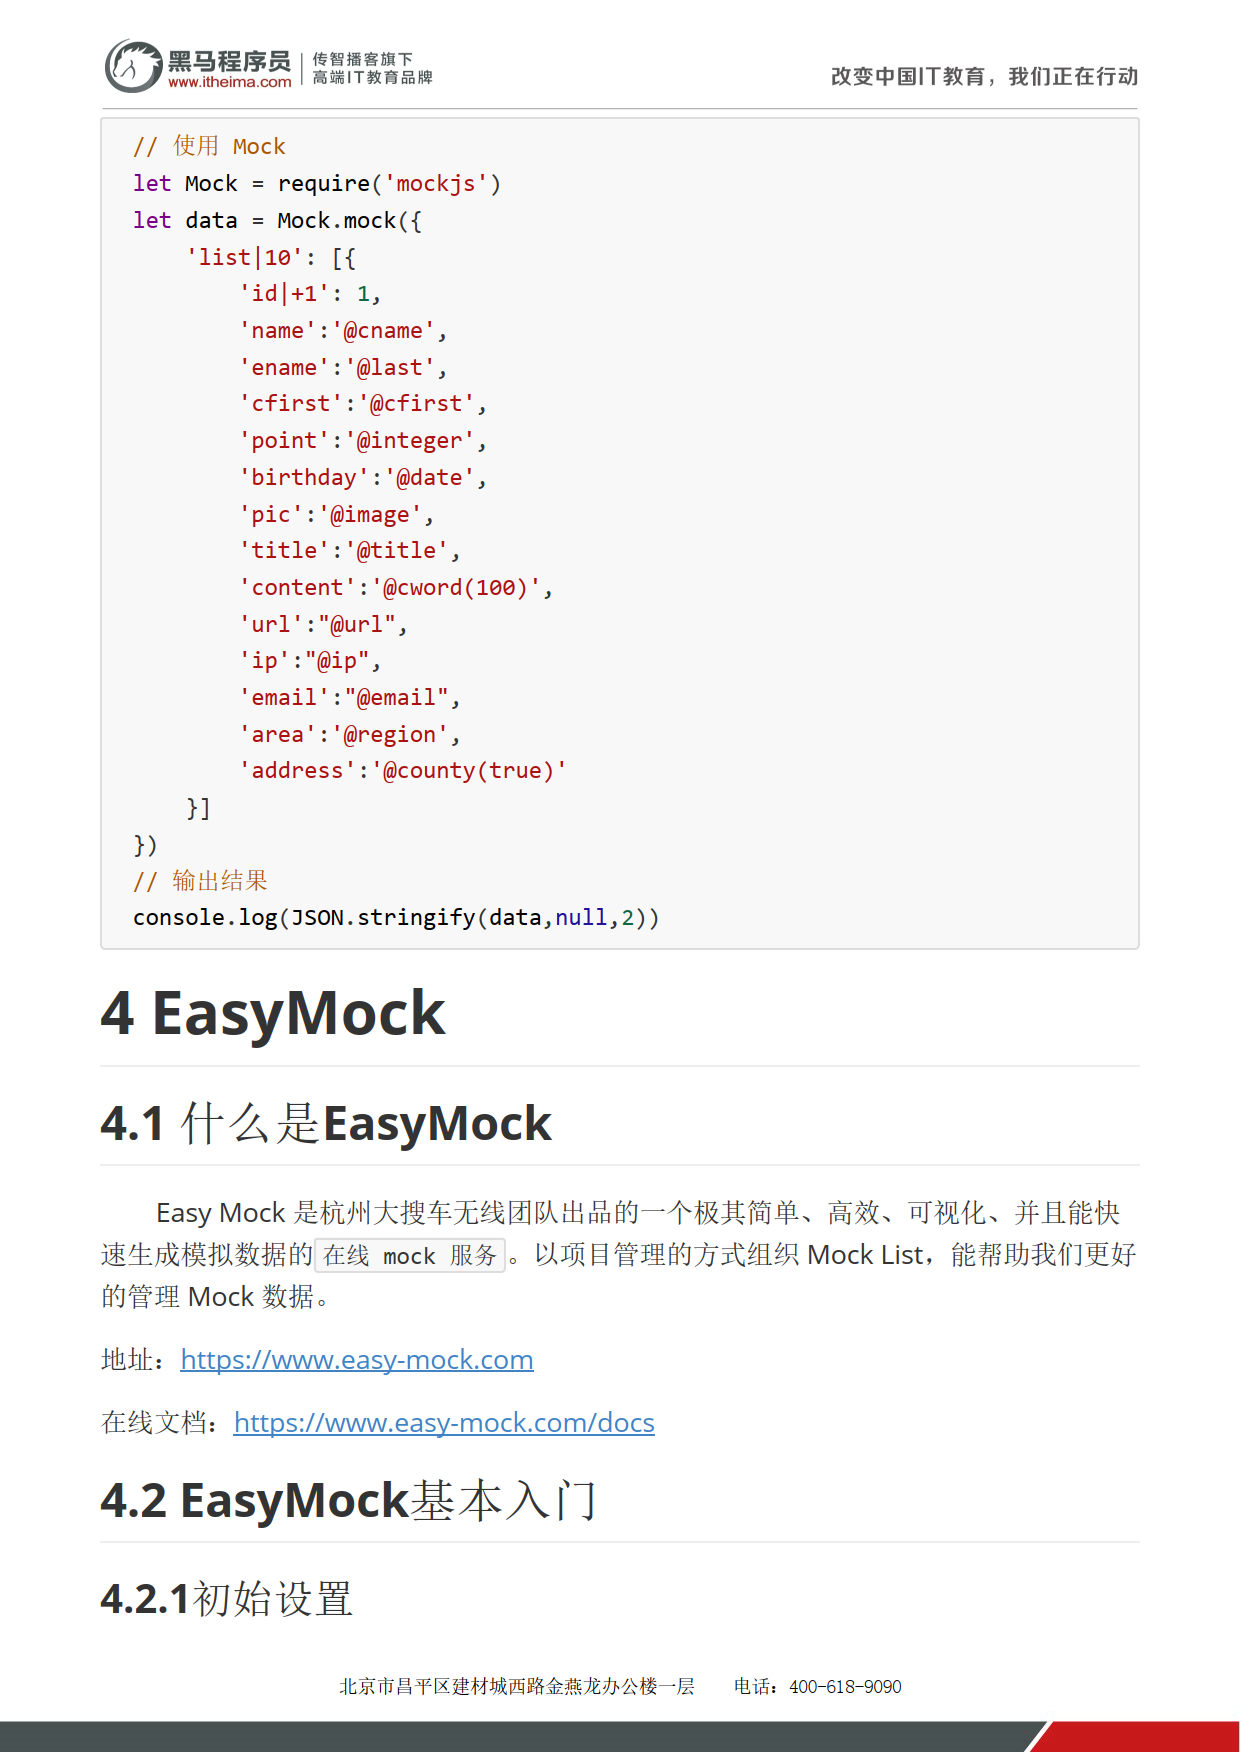 黑马程序员
www.itheima.com
传智播客旗下
高端IT教育品牌
改变中国IT教育，我们正在行动
// 使用 Mock
let Mock = require('mockjs')
let data = Mock.mock({
    'list|10': [{
        'id|+1': 1,
        'name':'@cname',
        'ename':'@last',
        'cfirst':'@cfirst',
        'point':'@integer',
        'birthday':'@date',
        'pic':'@image',
        'title':'@title',
        'content':'@cword(100)',
        'url':"@url",
        'ip':"@ip",
        'email':"@email",
        'area':'@region',
        'address':'@county(true)'
    }]
})
// 输出结果
console.log(JSON.stringify(data,null,2))
4 EasyMock
4.1 什么是EasyMock
Easy Mock 是杭州大搜车无线团队出品的一个极其简单、高效、可视化、并且能快
速生成模拟数据的 在线 mock 服务 。以项目管理的方式组织 Mock List，能帮助我们更好
的管理 Mock 数据。
地址：https://www.easy-mock.com
在线文档：https://www.easy-mock.com/docs
4.2 EasyMock基本入门
4.2.1初始设置
北京市昌平区建材城西路金燕龙办公楼一层 电话：400-618-9090